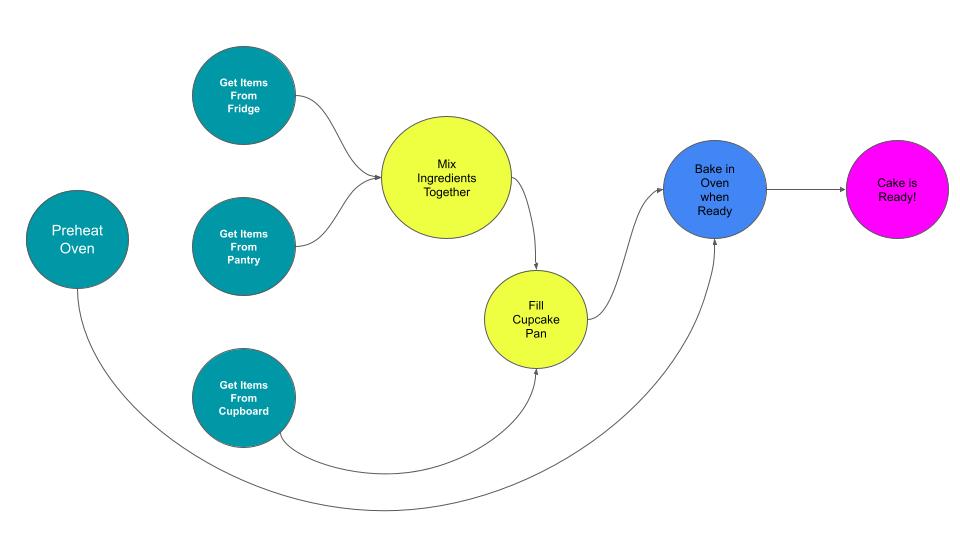 Get Items
From
Fridge
Mix
Ingredients
Together
Bake in
Oven
when
Ready
Cake is
Ready!
Preheat
Oven
Get Items
From
Pantry
Fill
Cupcake
Pan
Get Items
From
Cupboard